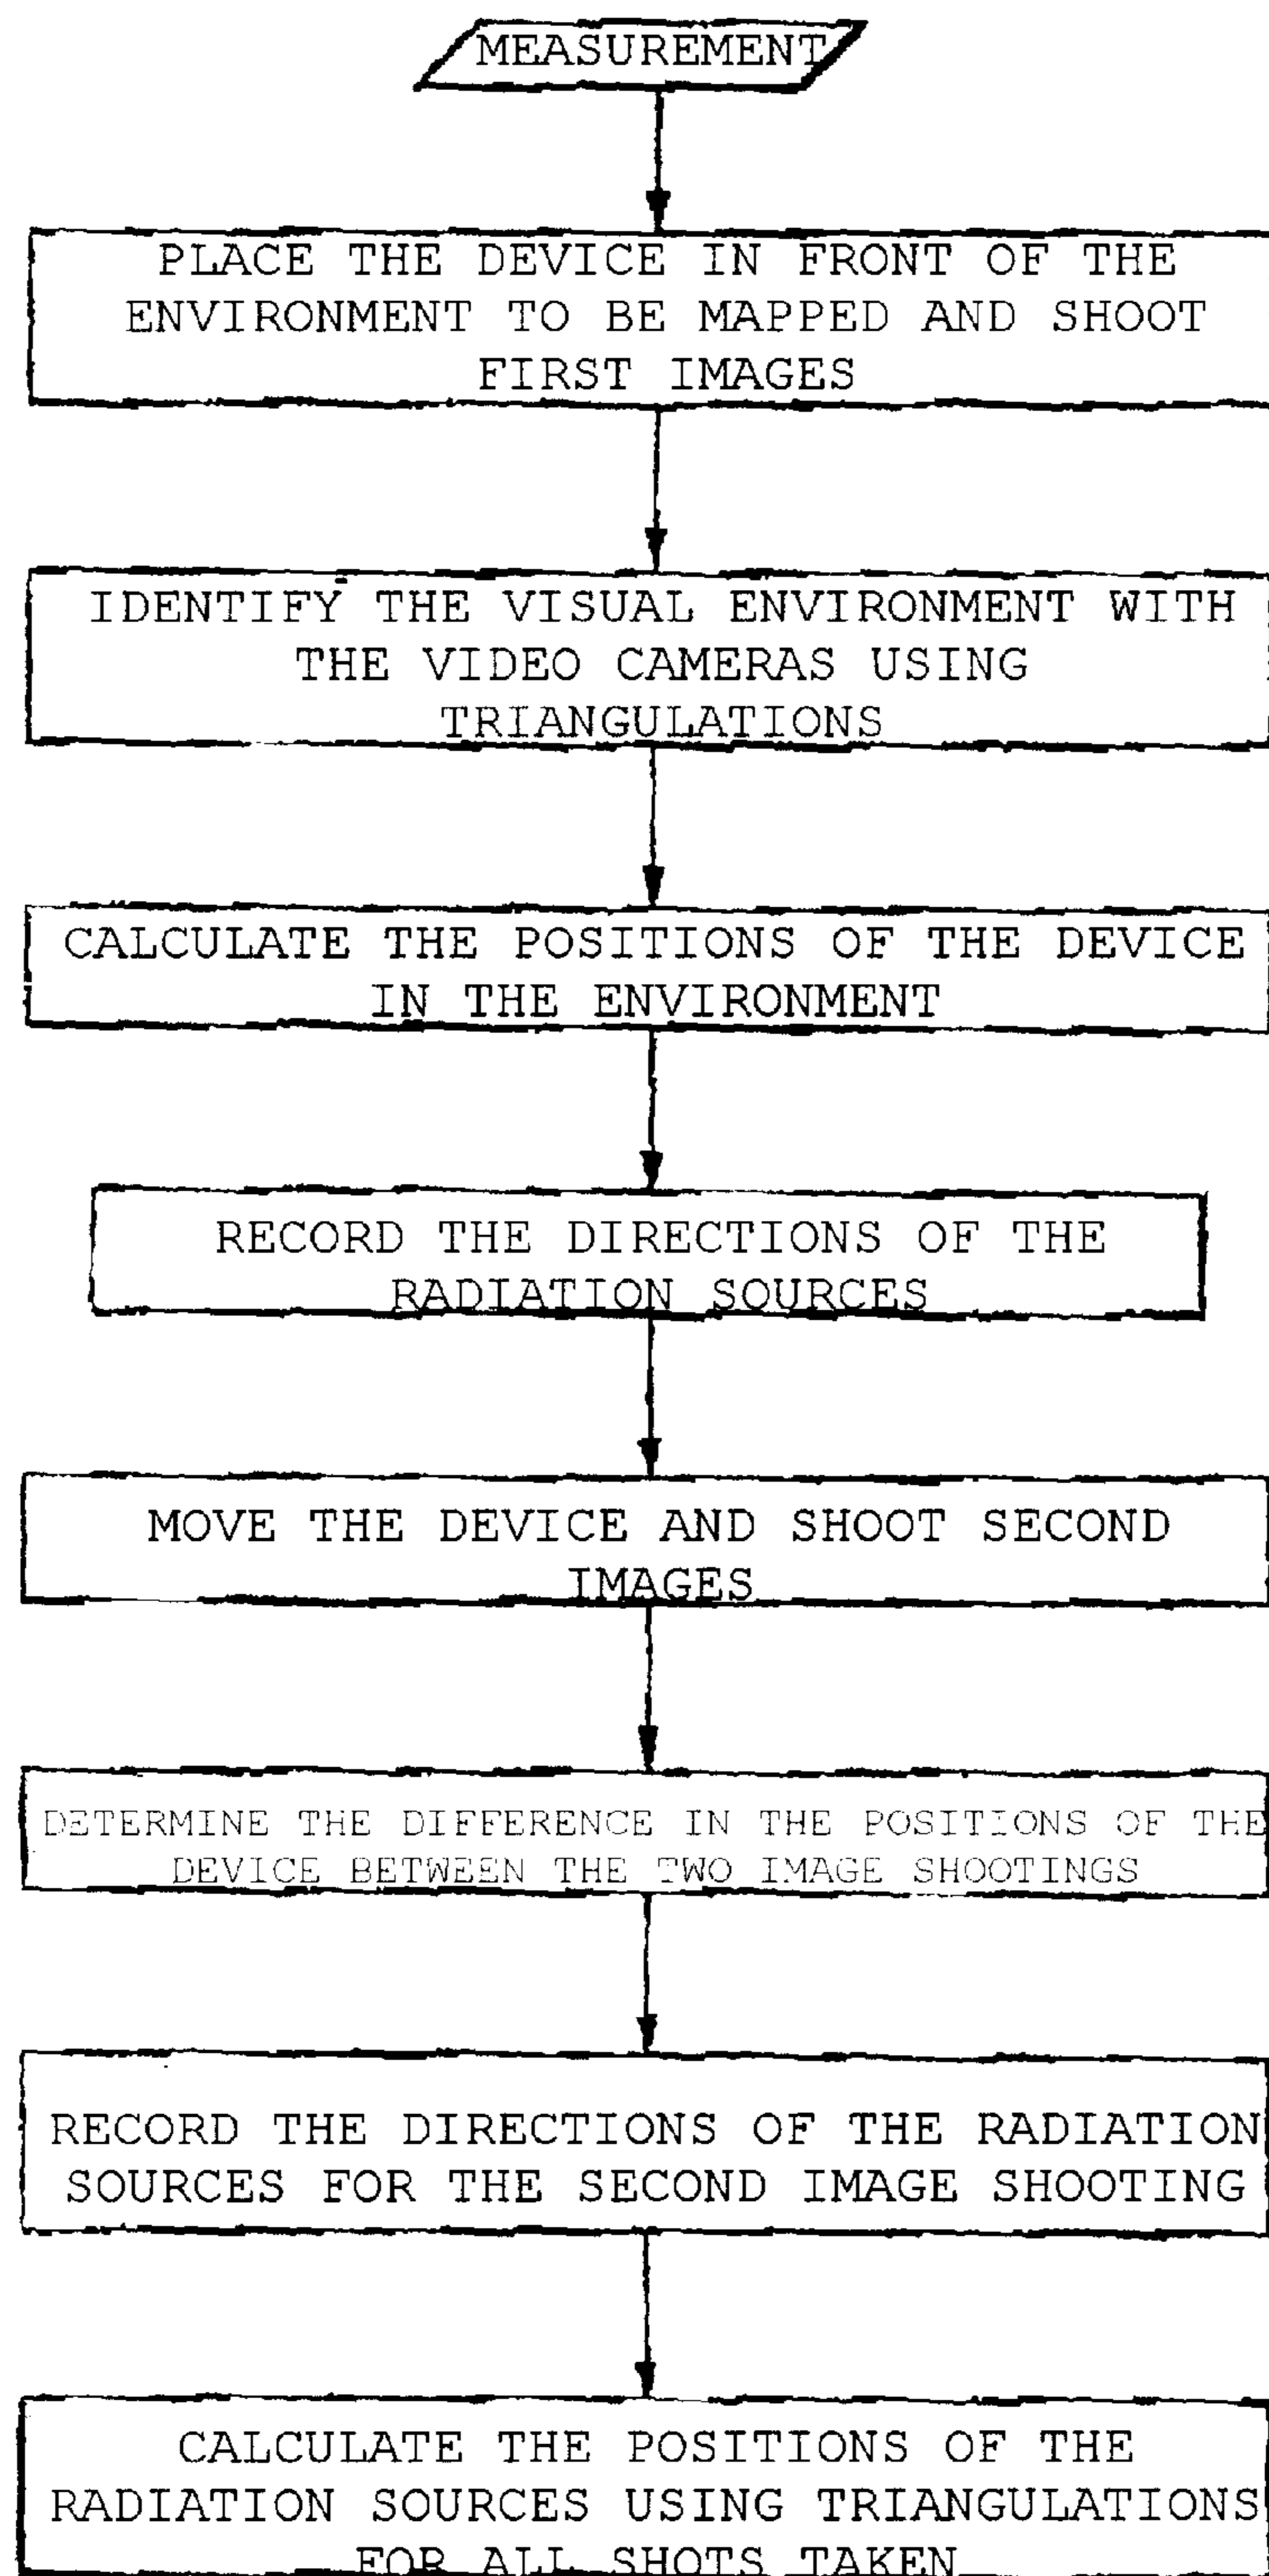 MEASUREMENT
PLACE THE DEVICE IN FRONT OF THE
ENVIRONMENT TO BE MAPPED AND SHOOT
FIRST IMAGES
IDENTIFY THE VISUAL ENVIRONMENT WITH
THE VIDEO CAMERAS USING
TRIANGULATIONS
CALCULATE THE POSITIONS OF THE DEVICE
IN THE ENVIRONMENT
RECORD THE DIRECTIONS OF THE
RADIATION SOURCES
MOVE THE DEVICE AND SHOOT SECOND
IMAGES
DETERMINE THE DIFFERENCE IN THE POSITIONS OF THE
DEVICE BETWEEN THE TWO IMAGE SHOOTINGS
RECORD THE DIRECTIONS OF THE RADIATION
SOURCES FOR THE SECOND IMAGE SHOOTING
CALCULATE THE POSITIONS OF THE
RADIATION SOURCES USING TRIANGULATIONS
FOR ALL SHOTS TAKEN